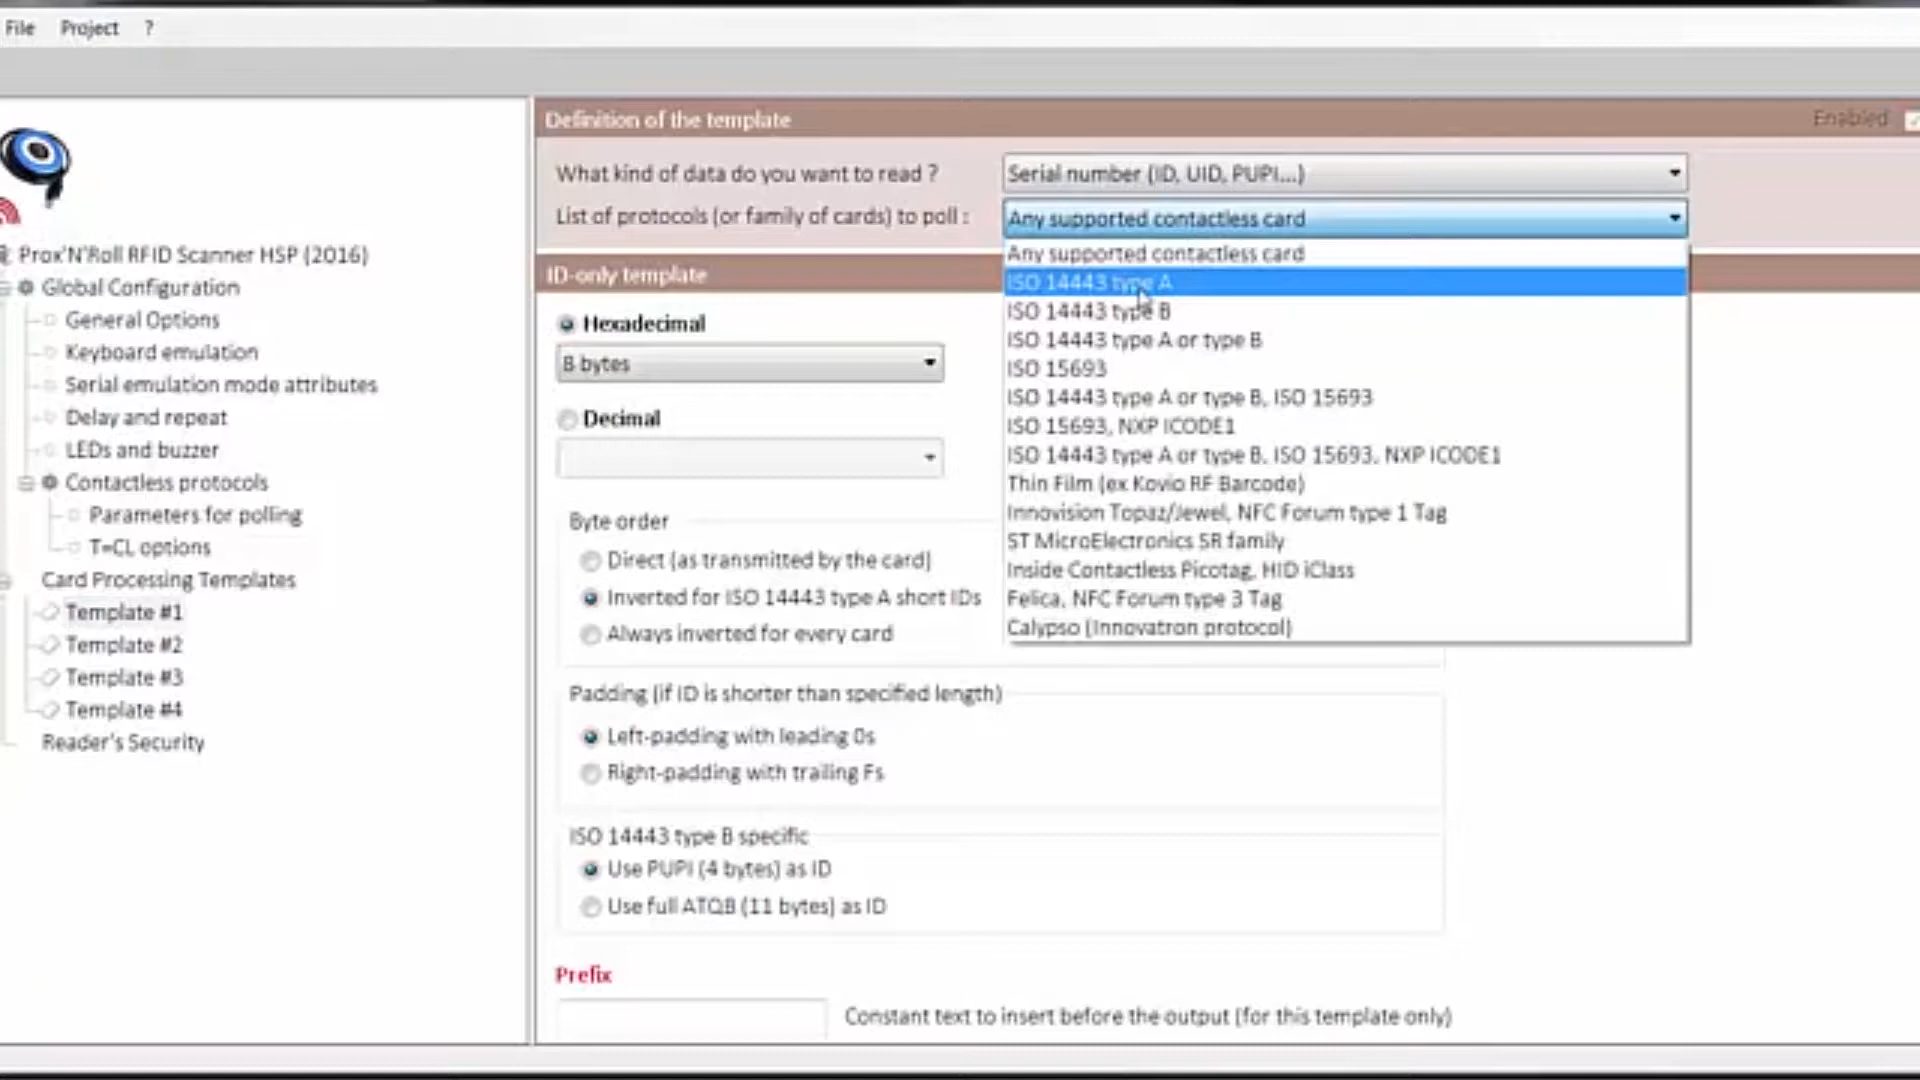 File Project ?
Definition of the template
Enabled
What kind of data do you want to read ?
Serial number (ID, UID, PUPI...)
List of protocols (or family of cards) to poll :
Any supported contactless card
Any supported contactless card
ISO 14443 type A
ISO 14443 type B
ISO 14443 type A or type B
ISO 15693
ISO 14443 type A or type B, ISO 15693
ISO 15693, NXP ICODE1
ISO 14443 type A or type B, ISO 15693, NXP ICODE1
Thin Film (ex Kovio RF Barcode)
Innovision Topaz/Jewel, NFC Forum type 1 Tag
ST MicroElectronics SR family
Inside Contactless Picotag, HID iClass
Felica, NFC Forum type 3 Tag
Calypso (Innovatron protocol)
Prox'N'Roll RFID Scanner HSP (2016)
Global Configuration
General Options
Keyboard emulation
Serial emulation mode attributes
Delay and repeat
LEDs and buzzer
Contactless protocols
Parameters for polling
T=CL options
Card Processing Templates
Template #1
Template #2
Template #3
Template #4
Reader's Security
ID-only template
Hexadecimal
8 bytes
Decimal
Byte order
Direct (as transmitted by the card)
Inverted for ISO 14443 type A short IDs
Always inverted for every card
Padding (if ID is shorter than specified length)
Left-padding with leading 0s
Right-padding with trailing Fs
ISO 14443 type B specific
Use PUPI (4 bytes) as ID
Use full ATQB (11 bytes) as ID
Prefix
Constant text to insert before the output (for this template only)